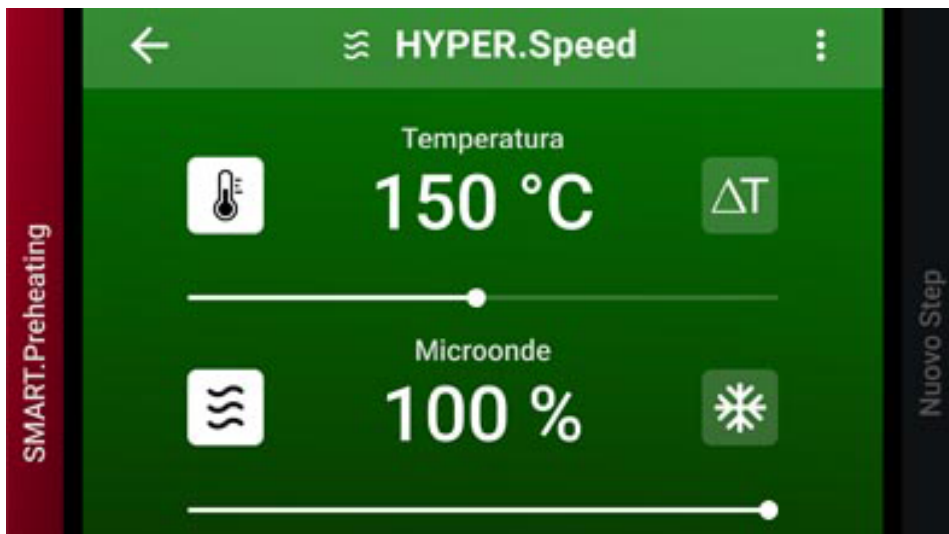 HYPER.Speed
Temperatura
150 °C
ΔT
Microonde
100 %
SMART.Preheating
Nuovo Step